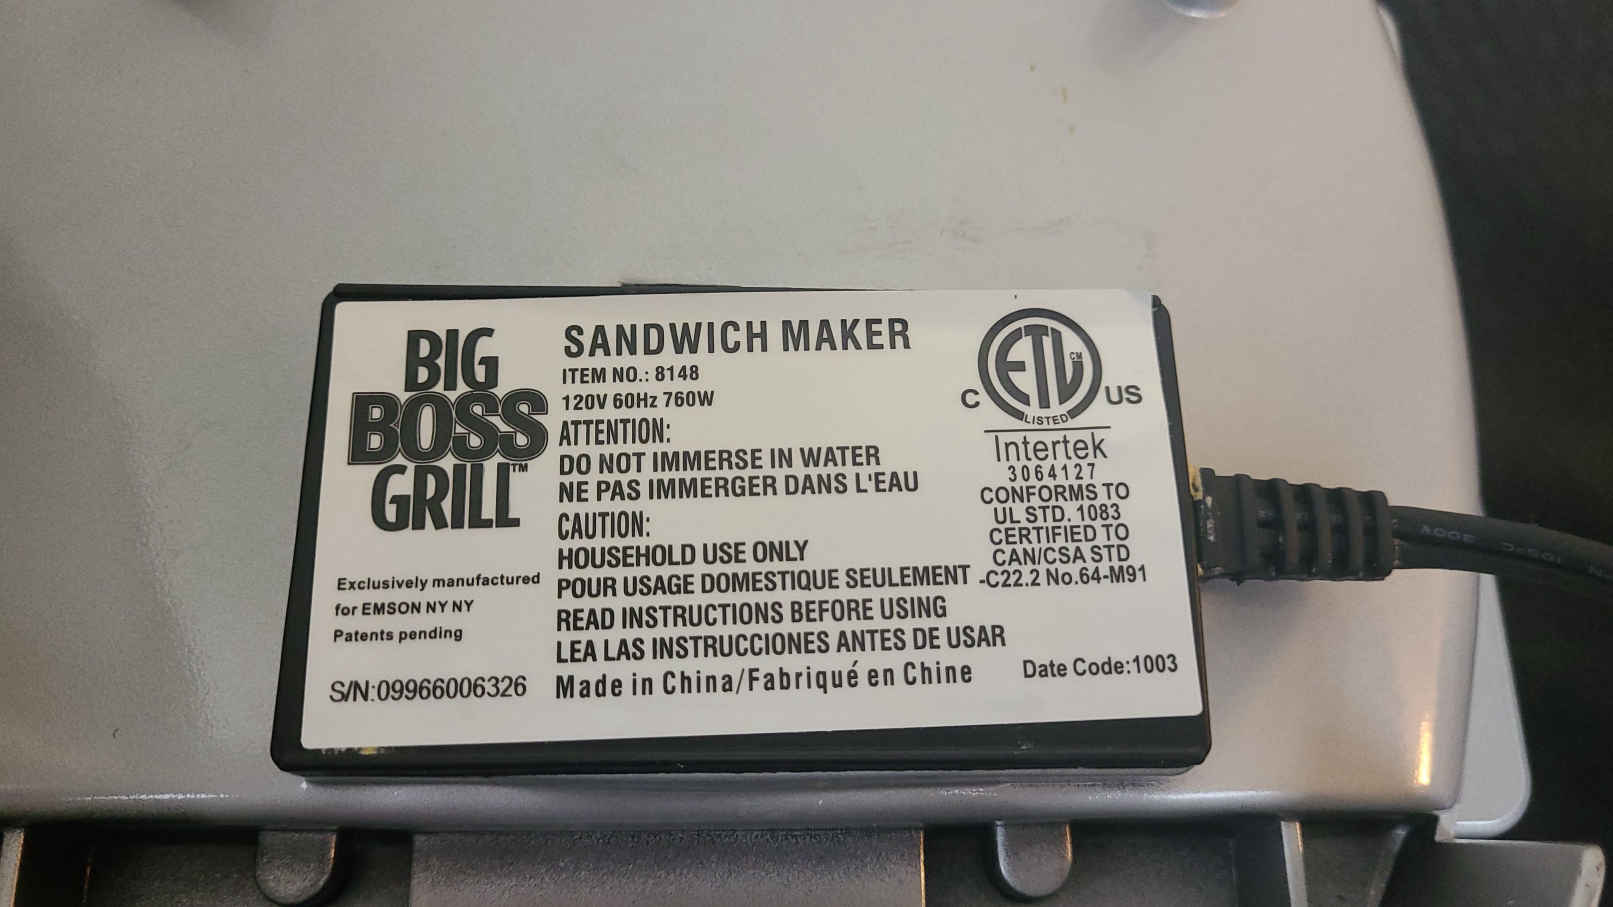 BIG
BOSS
GRILL™
Exclusively manufactured
for EMSON NY NY
Patents pending
S/N:09966006326
SANDWICH MAKER
ITEM NO.: 8148
120V 60Hz 760W
ATTENTION:
DO NOT IMMERSE IN WATER
NE PAS IMMERGER DANS L'EAU
CAUTION:
HOUSEHOLD USE ONLY
POUR USAGE DOMESTIQUE SEULEMENT
READ INSTRUCTIONS BEFORE USING
LEA LAS INSTRUCCIONES ANTES DE USAR
Made in China/Fabriqué en Chine
ETL CM
C US
LISTED
Intertek
3064127
CONFORMS TO
UL STD. 1083
CERTIFIED TO
CAN/CSA STD
-C22.2 No.64-M91
Date Code:1003